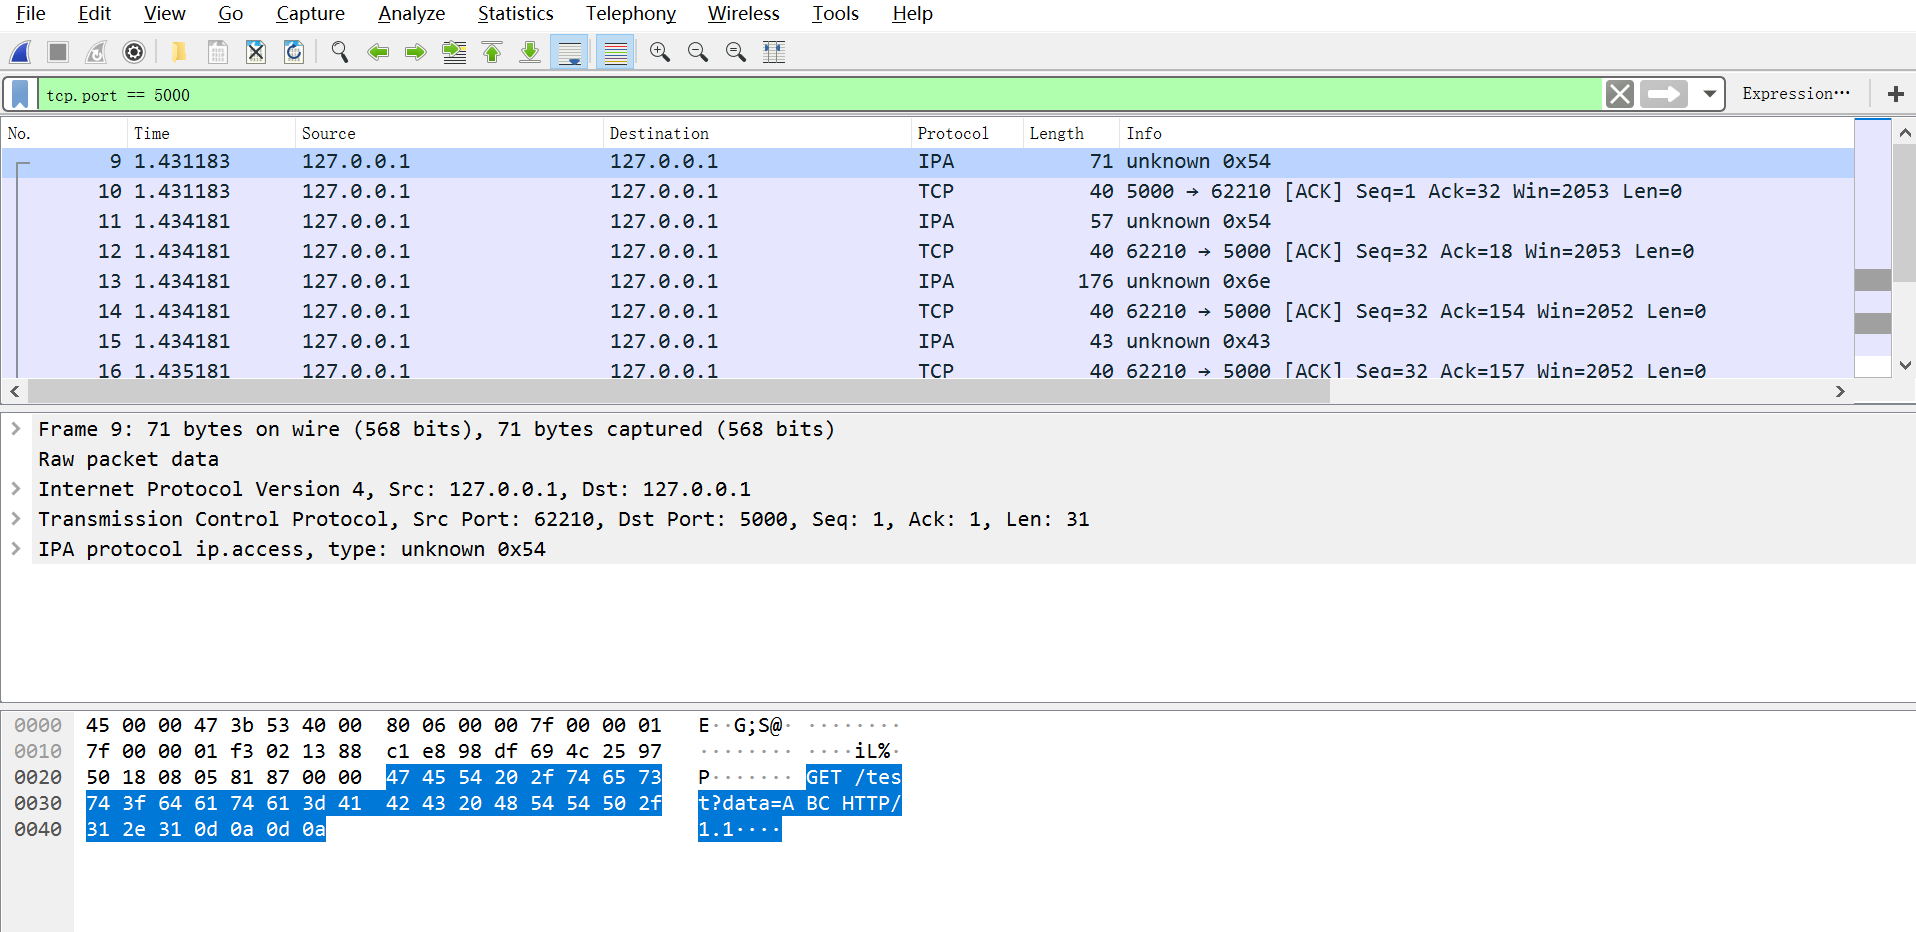 File Edit View Go Capture Analyze Statistics Telephony Wireless Tools Help
tcp.port == 5000 Expression⋯ +
No. Time Source Destination Protocol Length Info
9 1.431183 127.0.0.1 127.0.0.1 IPA 71 unknown 0x54
10 1.431183 127.0.0.1 127.0.0.1 TCP 40 5000 → 62210 [ACK] Seq=1 Ack=32 Win=2053 Len=0
11 1.434181 127.0.0.1 127.0.0.1 IPA 57 unknown 0x54
12 1.434181 127.0.0.1 127.0.0.1 TCP 40 62210 → 5000 [ACK] Seq=32 Ack=18 Win=2053 Len=0
13 1.434181 127.0.0.1 127.0.0.1 IPA 176 unknown 0x6e
14 1.434181 127.0.0.1 127.0.0.1 TCP 40 62210 → 5000 [ACK] Seq=32 Ack=154 Win=2052 Len=0
15 1.434181 127.0.0.1 127.0.0.1 IPA 43 unknown 0x43
16 1.435181 127.0.0.1 127.0.0.1 TCP 40 62210 → 5000 [ACK] Seq=32 Ack=157 Win=2052 Len=0
Frame 9: 71 bytes on wire (568 bits), 71 bytes captured (568 bits)
Raw packet data
Internet Protocol Version 4, Src: 127.0.0.1, Dst: 127.0.0.1
Transmission Control Protocol, Src Port: 62210, Dst Port: 5000, Seq: 1, Ack: 1, Len: 31
IPA protocol ip.access, type: unknown 0x54
0000 45 00 00 47 3b 53 40 00 80 06 00 00 7f 00 00 01 E··G;S@· ········
0010 7f 00 00 01 f3 02 13 88 c1 e8 98 df 69 4c 25 97 ········ ····iL%·
0020 50 18 08 05 81 87 00 00 47 45 54 20 2f 74 65 73 P······· GET /tes
0030 74 3f 64 61 74 61 3d 41 42 43 20 48 54 54 50 2f t?data=A BC HTTP/
0040 31 2e 31 0d 0a 0d 0a 1.1····